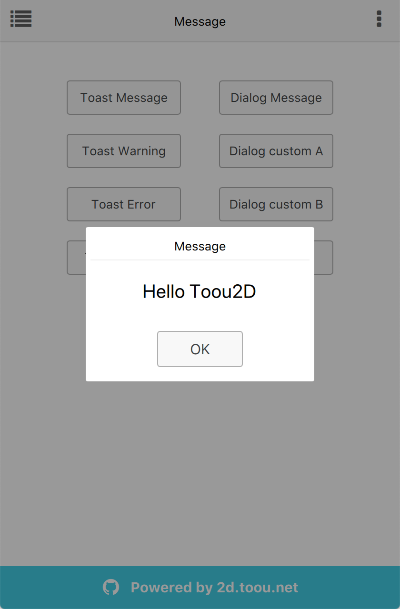 Message
Toast Message
Dialog Message
Toast Warning
Dialog custom A
Toast Error
Dialog custom B
Message
Hello Toou2D
OK
Powered by 2d.toou.net